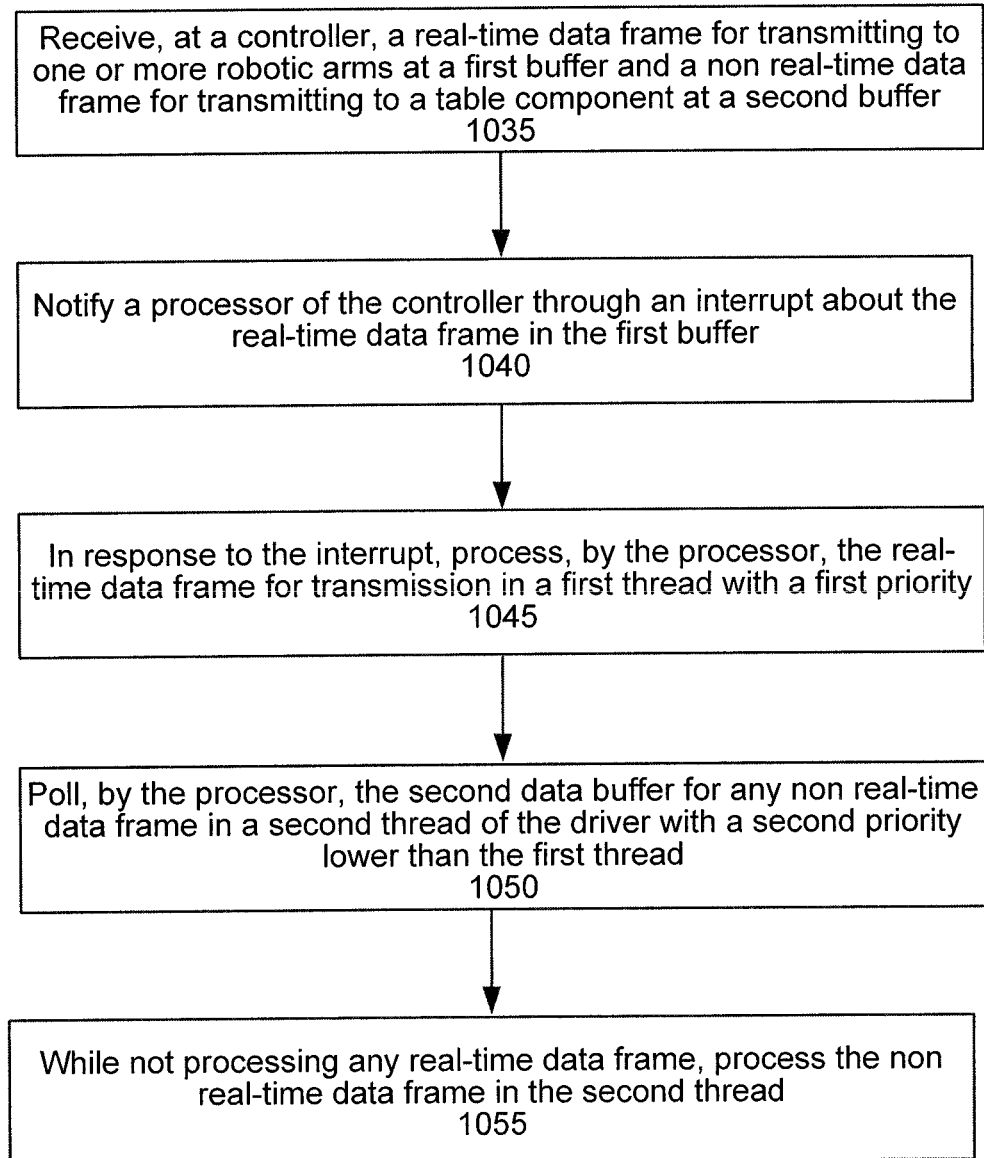 Receive, at a controller, a real-time data frame for transmitting to
one or more robotic arms at a first buffer and a non real-time data
frame for transmitting to a table component at a second buffer
1035
Notify a processor of the controller through an interrupt about the
real-time data frame in the first buffer
1040
In response to the interrupt, process, by the processor, the real-
time data frame for transmission in a first thread with a first priority
1045
Poll, by the processor, the second data buffer for any non real-time
data frame in a second thread of the driver with a second priority
lower than the first thread
1050
While not processing any real-time data frame, process the non
real-time data frame in the second thread
1055